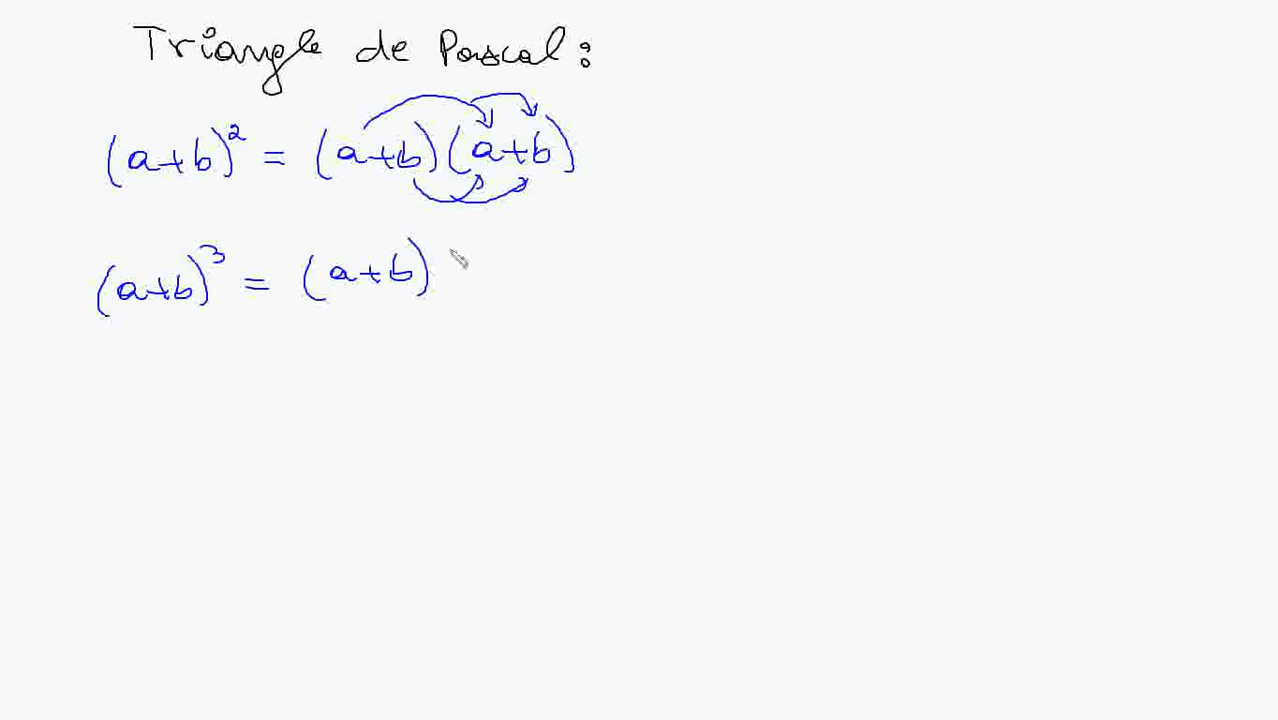 Triangle de Pascal :
(a+b)² = (a+b)(a+b)
(a+b)³ = (a+b)